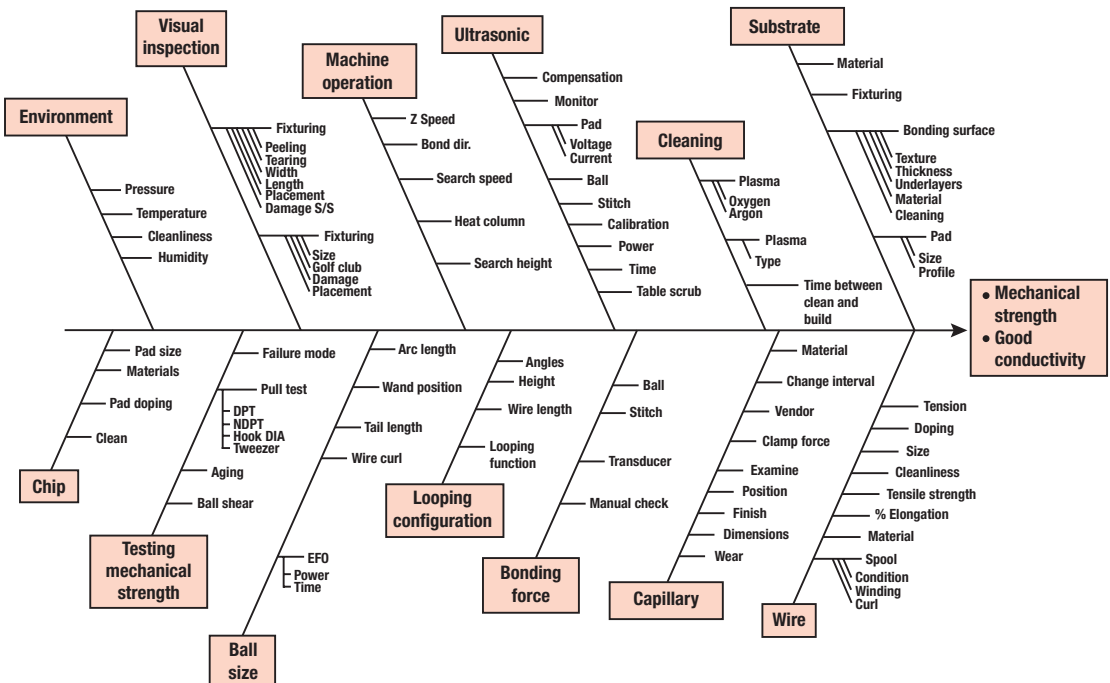 Visual
inspection
Fixturing
Peeling
Tearing
Width
Length
Placement
Damage S/S
Fixturing
Size
Golf club
Damage
Placement
Environment
Pressure
Temperature
Cleanliness
Humidity
Machine
operation
Z Speed
Bond dir.
Search speed
Heat column
Search height
Ultrasonic
Compensation
Monitor
Pad
Voltage
Current
Ball
Stitch
Calibration
Power
Time
Table scrub
Cleaning
Plasma
Oxygen
Argon
Plasma
Type
Time between
clean and
build
Substrate
Material
Fixturing
Bonding surface
Texture
Thickness
Underlayers
Material
Cleaning
Pad
Size
Profile
• Mechanical
strength
• Good
conductivity
Pad size
Materials
Pad doping
Clean
Chip
Failure mode
Pull test
DPT
NDPT
Hook DIA
Tweezer
Aging
Ball shear
Testing
mechanical
strength
Arc length
Wand position
Tail length
Wire curl
EFO
Power
Time
Ball
size
Angles
Height
Wire length
Looping
function
Looping
configuration
Ball
Stitch
Transducer
Manual check
Bonding
force
Material
Change interval
Vendor
Clamp force
Examine
Position
Finish
Dimensions
Wear
Capillary
Tension
Doping
Size
Cleanliness
Tensile strength
% Elongation
Material
Spool
Condition
Winding
Curl
Wire